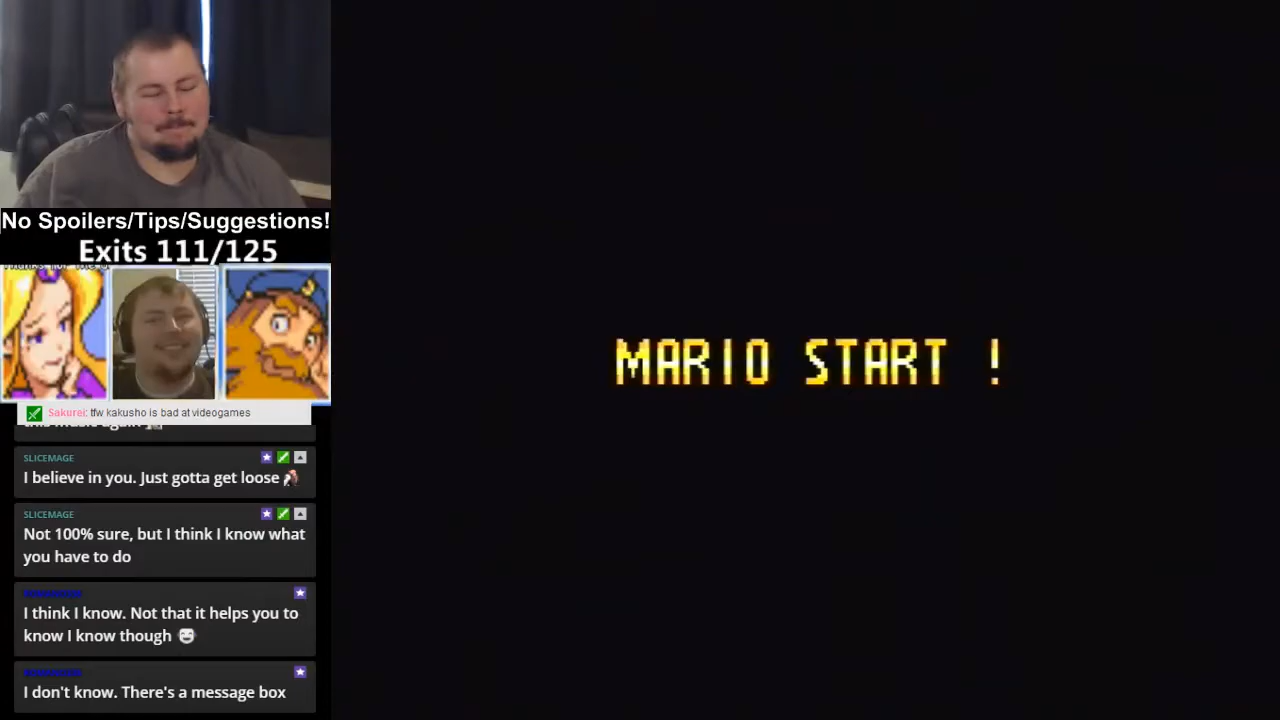 No Spoilers/Tips/Suggestions!
Exits 111/125
Sakurei: tfw kakusho is bad at videogames
SLICEMAGE
I believe in you. Just gotta get loose
SLICEMAGE
Not 100% sure, but I think I know what
you have to do
I think I know. Not that it helps you to
know I know though
I don't know. There's a message box
MARIO START !